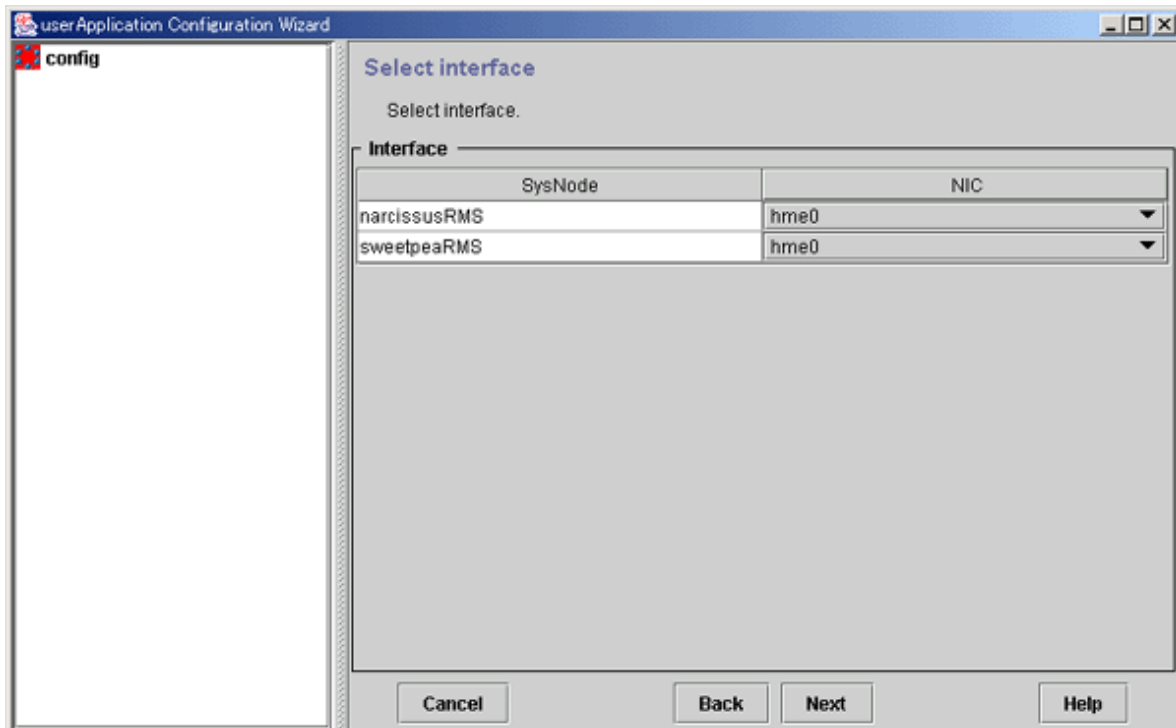 userApplication Configuration Wizard
config
Select interface
Select interface.
Interface
SysNode NIC
narcissusRMS hme0
sweetpeaRMS hme0
Cancel Back Next Help